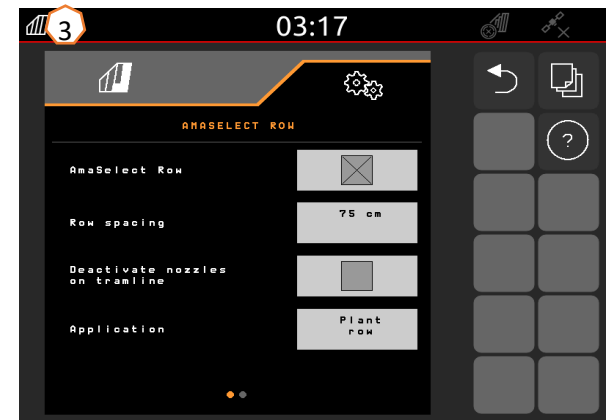 3
03:17
AMASELECT ROW
AmaSelect Row
Row spacing
75 cm
Deactivate nozzles
on tramline
Application
Plant
row
?